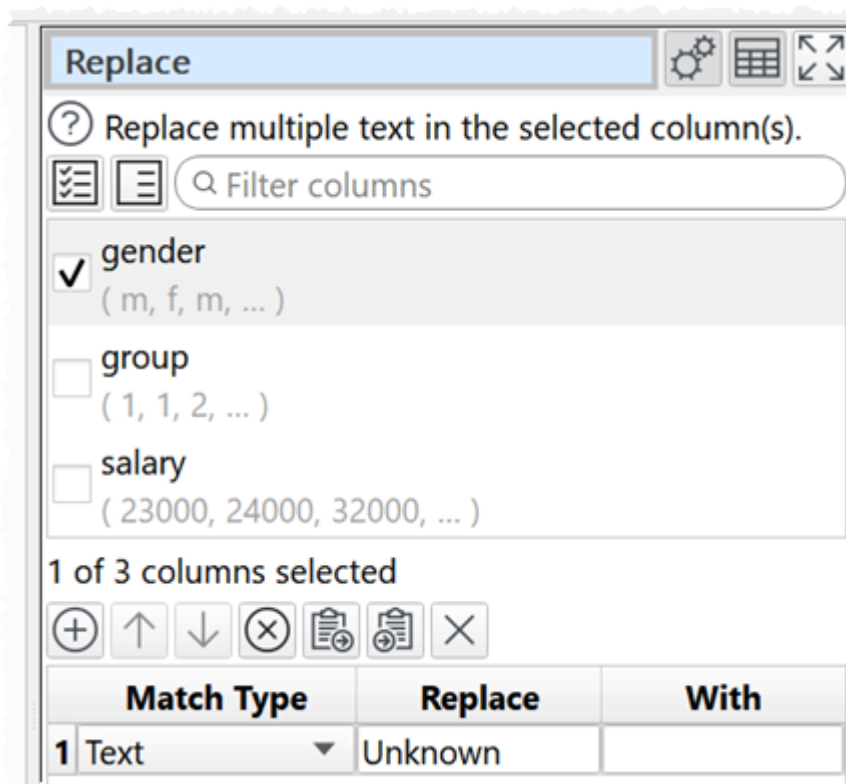 Replace
Replace multiple text in the selected column(s).
Filter columns
gender
( m, f, m, ... )
group
( 1, 1, 2, ... )
salary
( 23000, 24000, 32000, ... )
1 of 3 columns selected
Match Type Replace With
1 Text Unknown